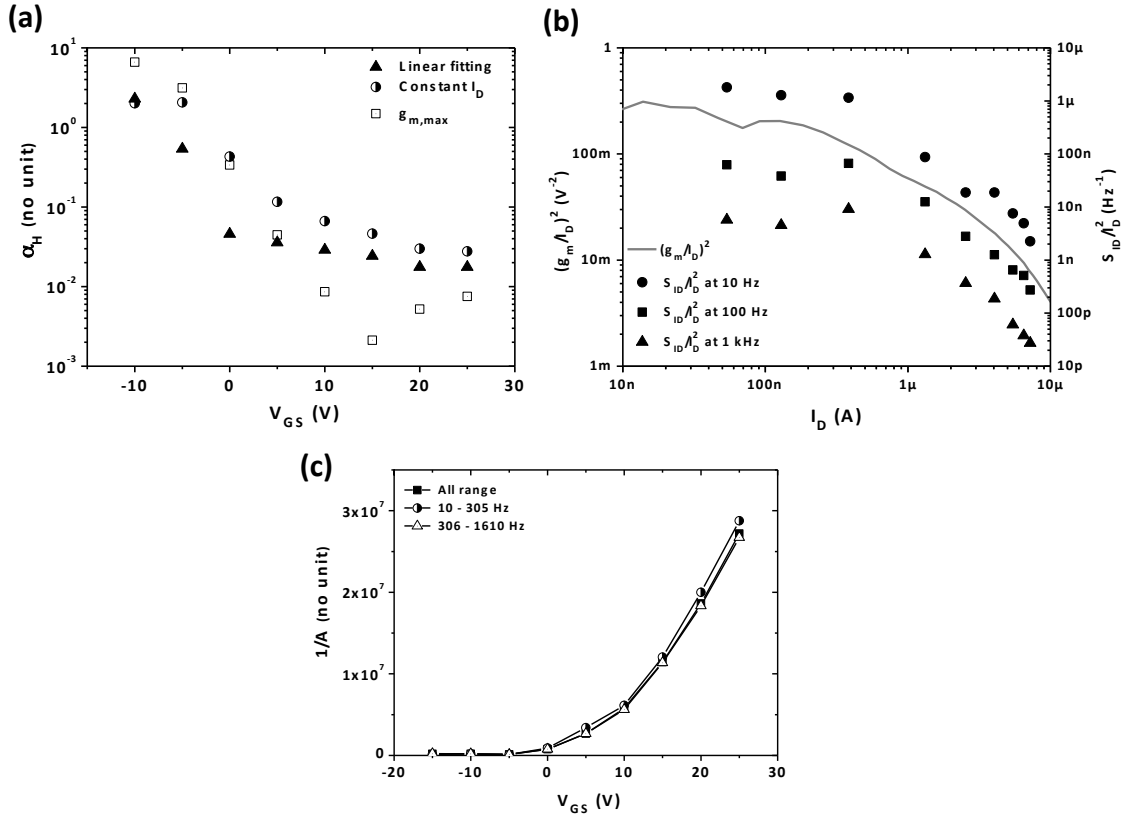 (a)
10^1
10^0
10^-1
10^-2
10^-3
α_H (no unit)
Linear fitting
Constant I_D
g_m,max
-10 0 10 20 30
V_GS (V)
(b)
1
100m
10m
1m
(g_m/I_D)^2 (V^-2)
(g_m/I_D)^2
S_ID/I_D^2 at 10 Hz
S_ID/I_D^2 at 100 Hz
S_ID/I_D^2 at 1 kHz
10µ
1µ
100n
10n
1n
100p
10p
S_ID/I_D^2 (Hz^-1)
10n 100n 1µ 10µ
I_D (A)
(c)
3x10^7
2x10^7
1x10^7
0
1/A (no unit)
All range
10 - 305 Hz
306 - 1610 Hz
-20 -10 0 10 20 30
V_GS (V)